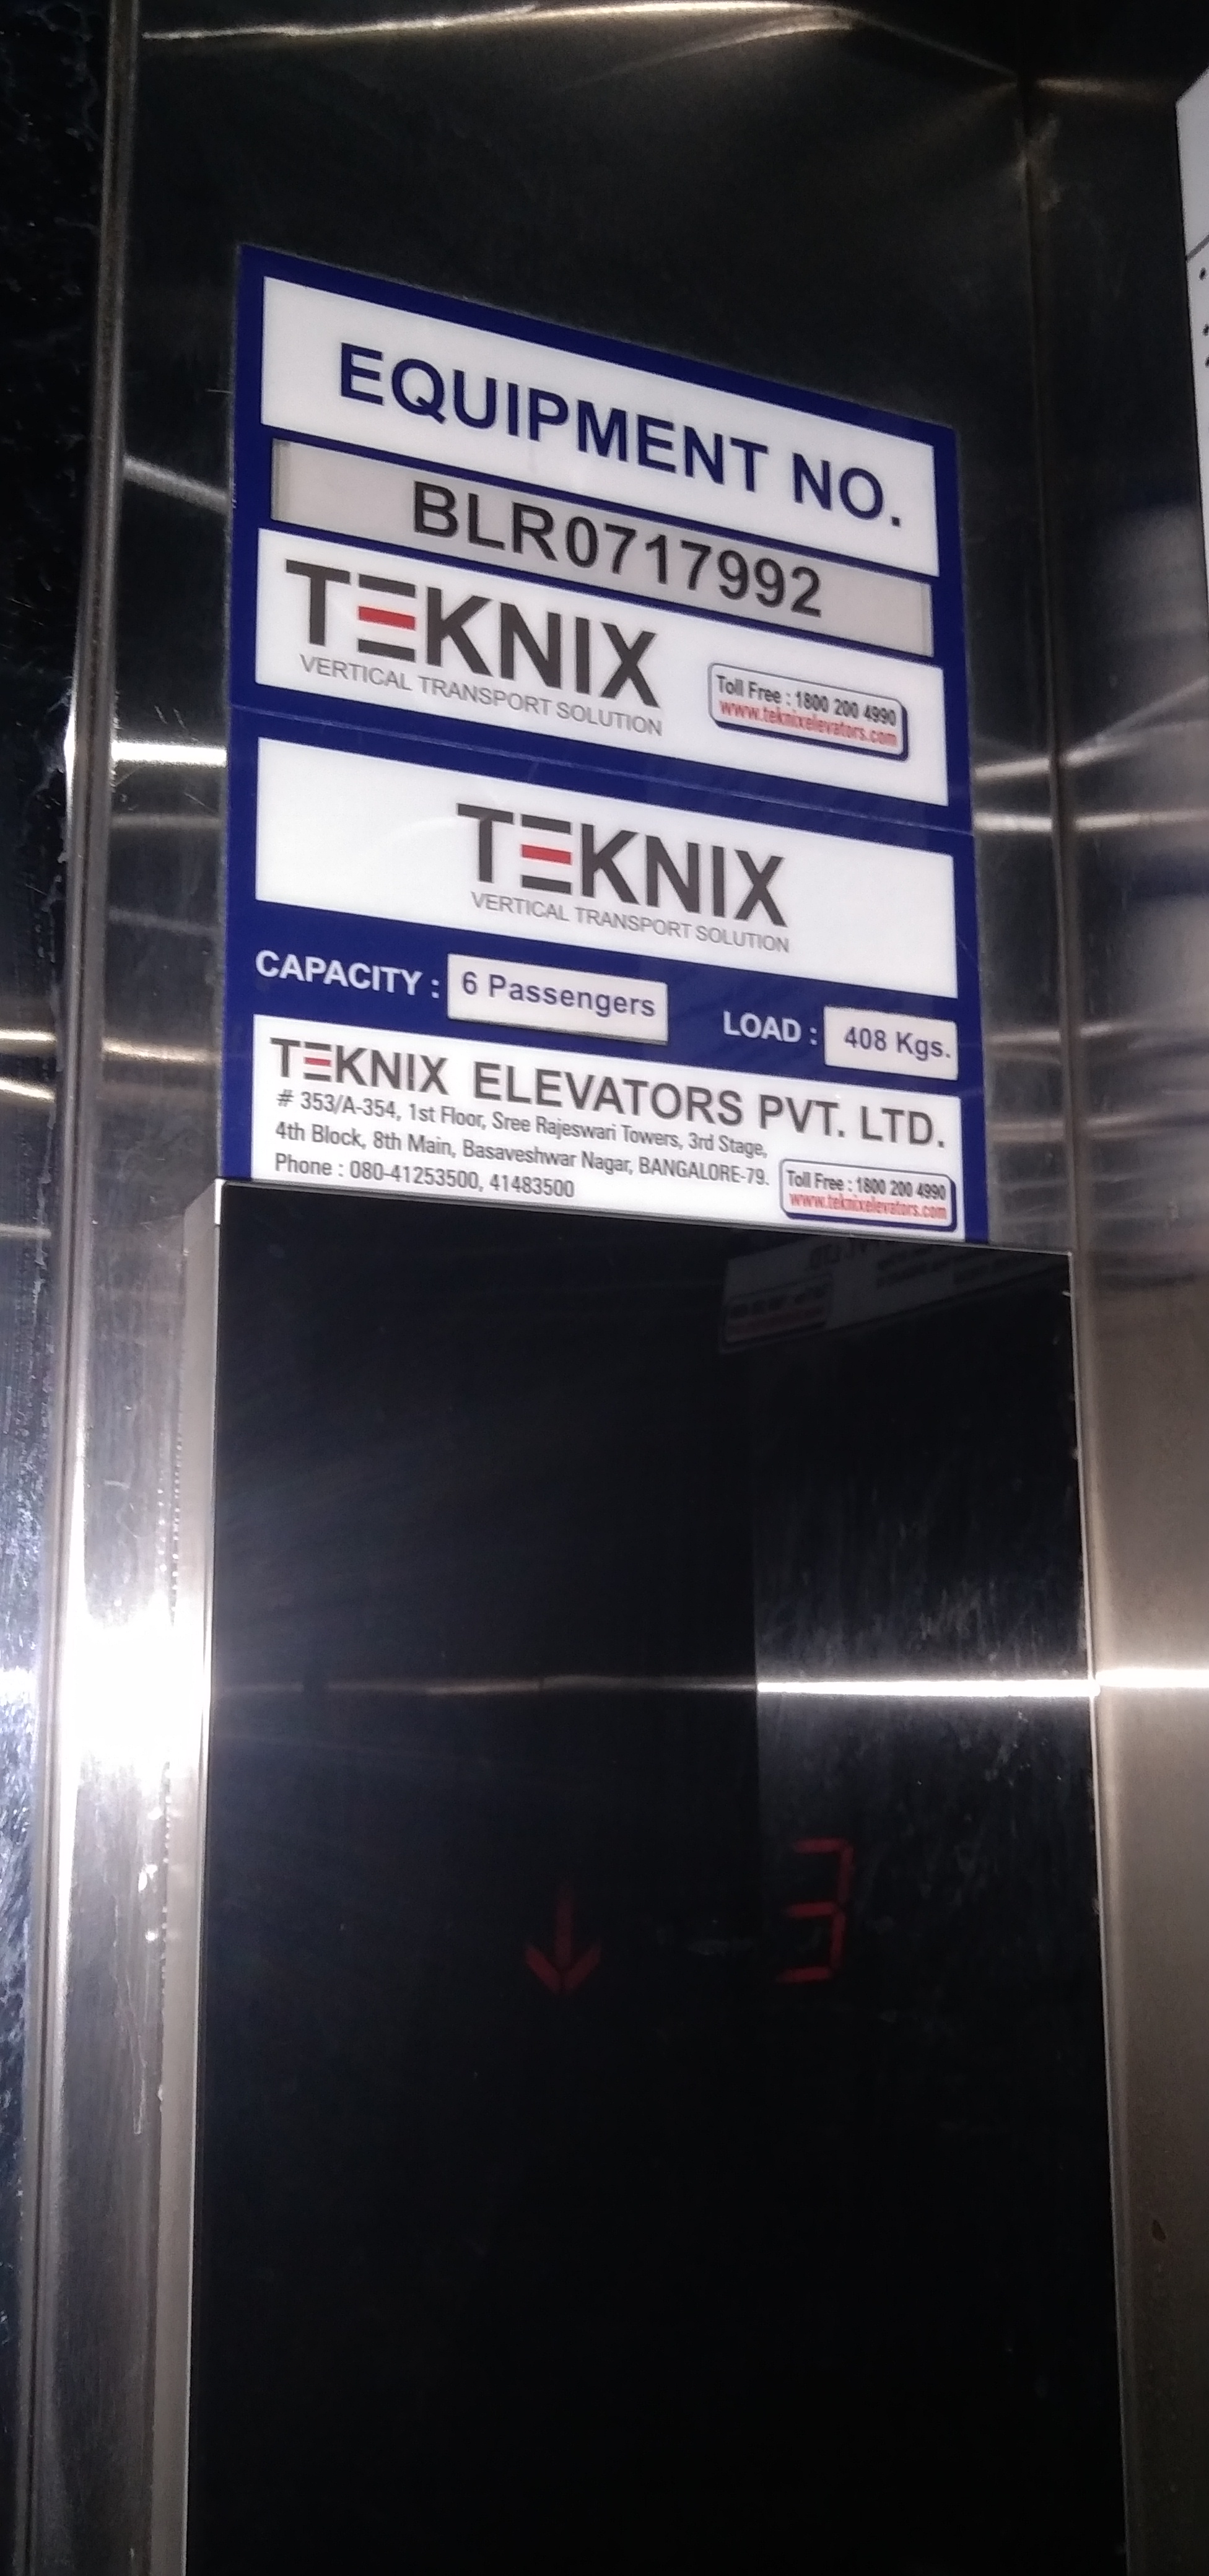 EQUIPMENT NO.
BLR0717992
TEKNIX
VERTICAL TRANSPORT SOLUTION
Toll Free : 1800 200 4990
www.teknixelevators.com
TEKNIX
VERTICAL TRANSPORT SOLUTION
CAPACITY : 6 Passengers LOAD : 408 Kgs.
TEKNIX ELEVATORS PVT. LTD.
# 353/A-354, 1st Floor, Sree Rajeswari Towers, 3rd Stage,
4th Block, 8th Main, Basaveshwar Nagar, BANGALORE-79.
Phone : 080-41253500, 41483500
Toll Free : 1800 200 4990
www.teknixelevators.com
3